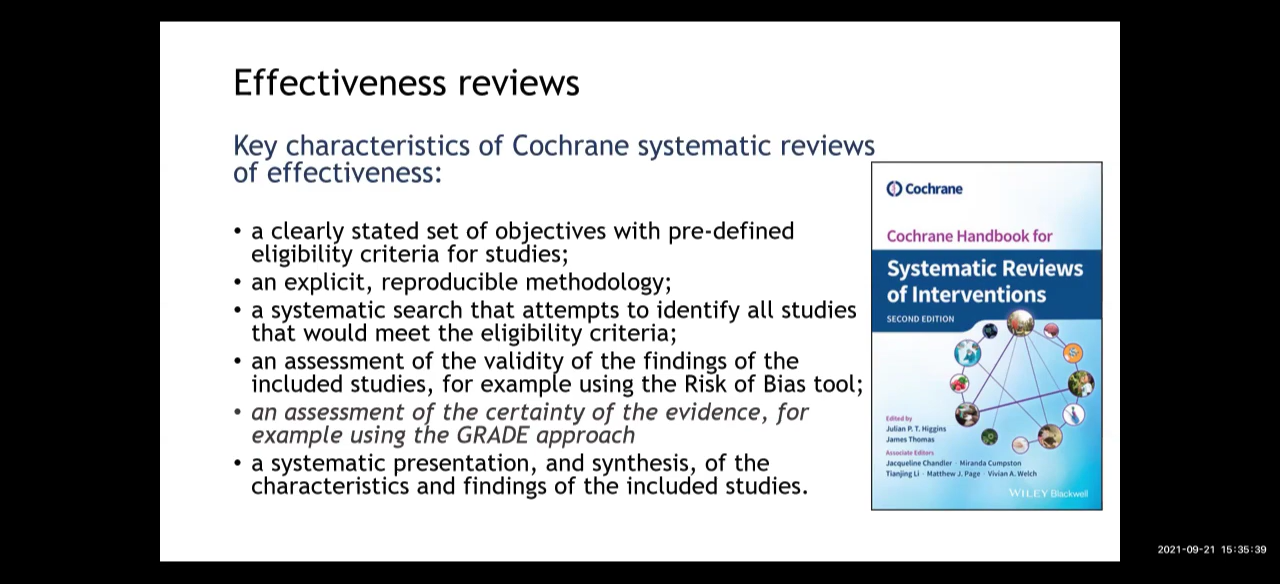 Effectiveness reviews
Key characteristics of Cochrane systematic reviews
of effectiveness:
• a clearly stated set of objectives with pre-defined
eligibility criteria for studies;
• an explicit, reproducible methodology;
• a systematic search that attempts to identify all studies
that would meet the eligibility criteria;
• an assessment of the validity of the findings of the
included studies, for example using the Risk of Bias tool;
• an assessment of the certainty of the evidence, for
example using the GRADE approach
• a systematic presentation, and synthesis, of the
characteristics and findings of the included studies.
Cochrane
Cochrane Handbook for
Systematic Reviews
of Interventions
SECOND EDITION
Edited by
Julian P. T. Higgins
James Thomas
Associate Editors
Jacqueline Chandler · Miranda Cumpston
Tianjing Li · Matthew J. Page · Vivian A. Welch
WILEY Blackwell
2021-09-21 15:35:39